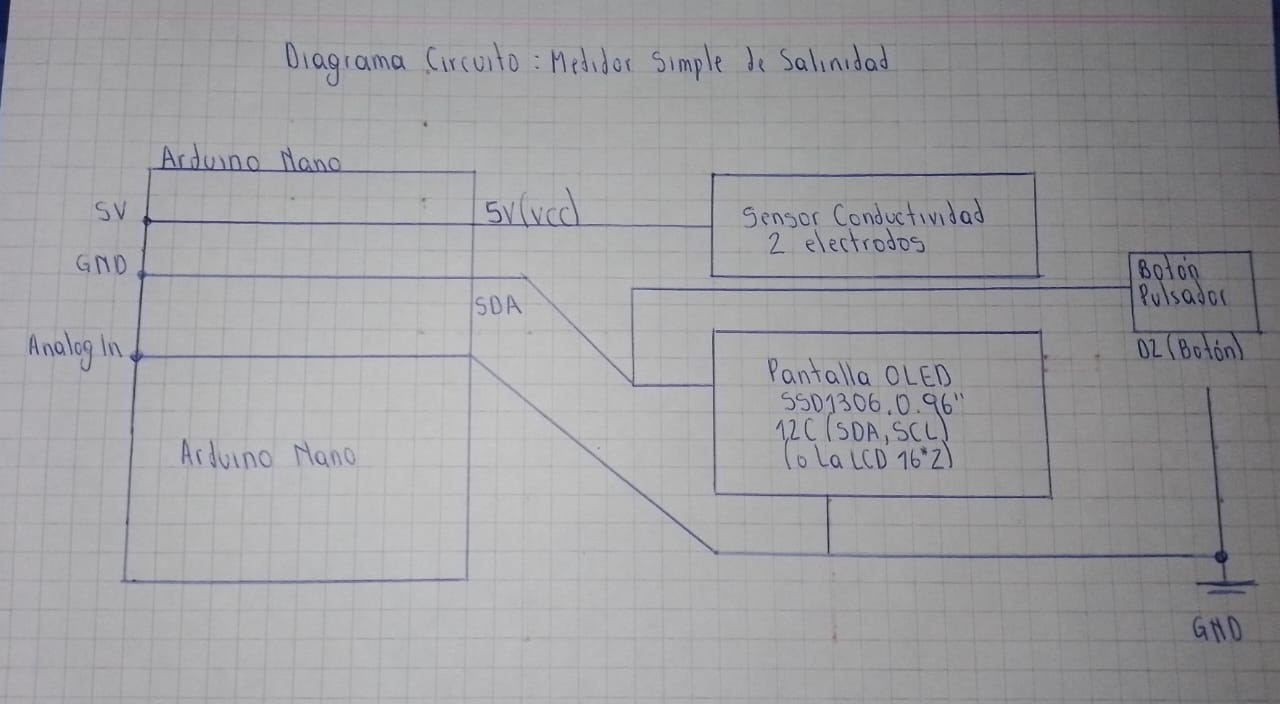 Diagrama Circuito: Medidor Simple de Salinidad
Arduino Nano
5V
5V(vcc)
GND
SDA
Analog In
Arduino Nano
Sensor Conductividad
2 electrodos
Botón
Pulsador
D2 (Botón)
Pantalla OLED
SSD1306. 0.96"
12C (SDA, SCL)
(o La LCD 16*2)
GND